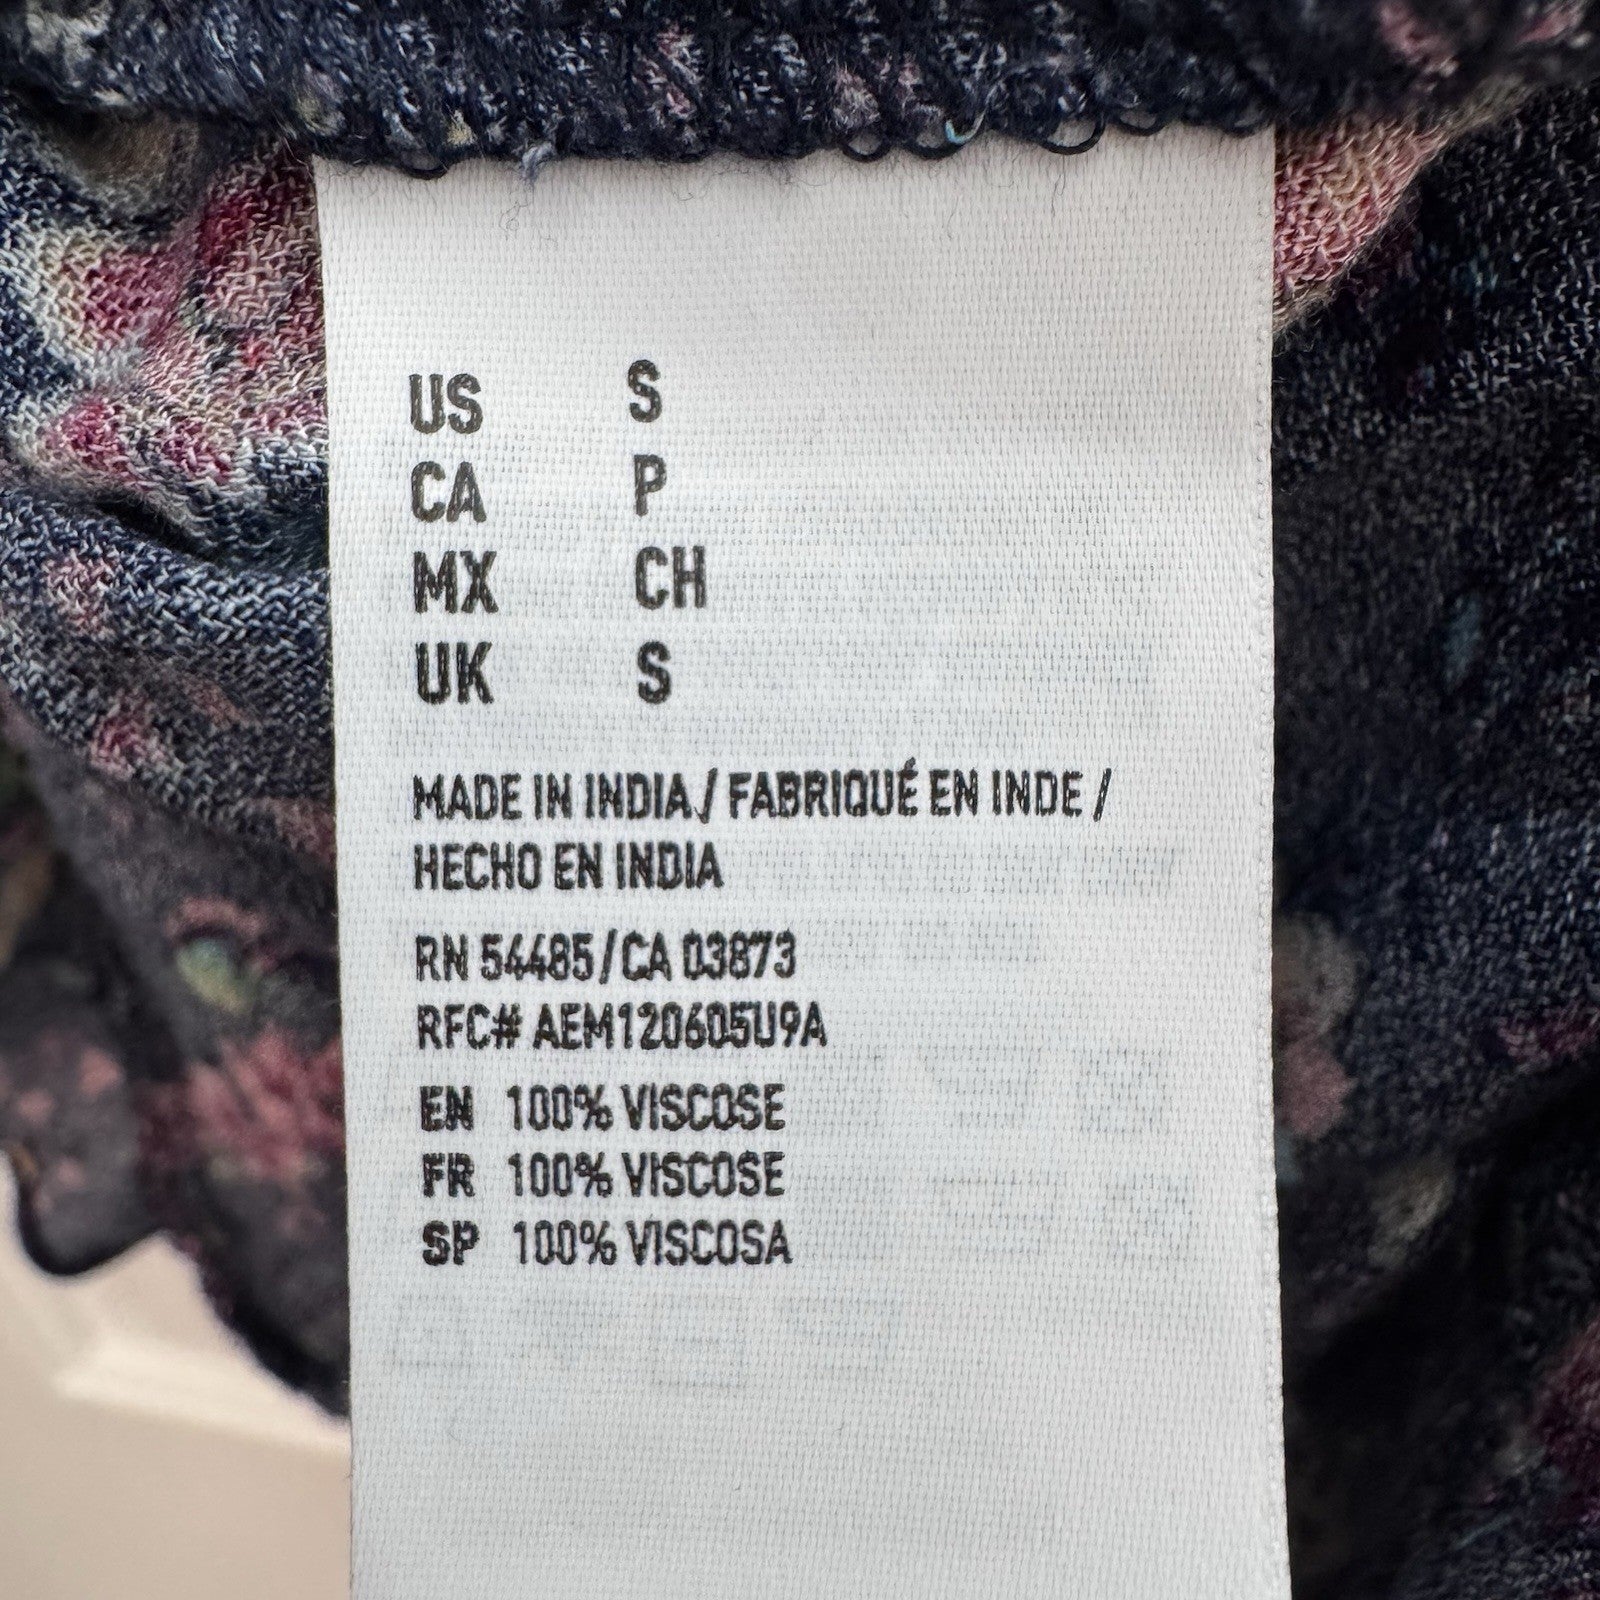 US S
CA P
MX CH
UK S
MADE IN INDIA / FABRIQUÉ EN INDE /
HECHO EN INDIA
RN 54485 / CA 03873
RFC# AEM120605U9A
EN 100% VISCOSE
FR 100% VISCOSE
SP 100% VISCOSA